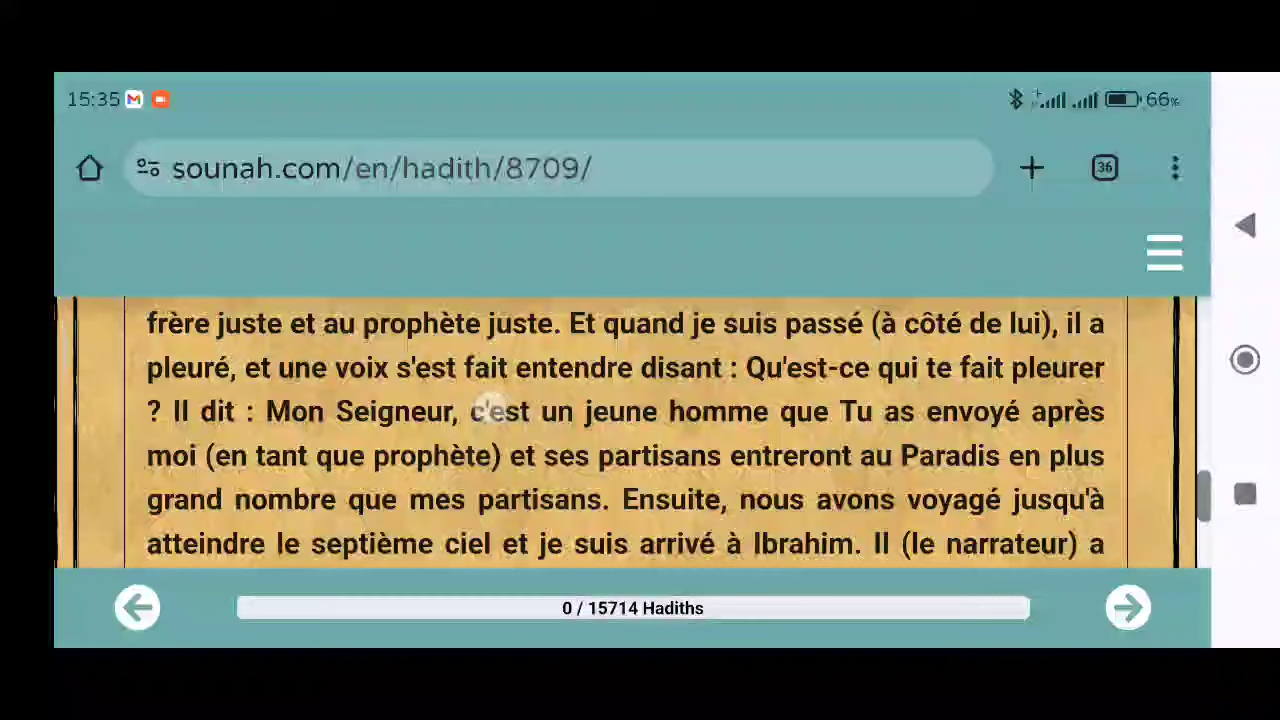 15:35
66%
sounah.com/en/hadith/8709/
36
frère juste et au prophète juste. Et quand je suis passé (à côté de lui), il a
pleuré, et une voix s'est fait entendre disant : Qu'est-ce qui te fait pleurer
? Il dit : Mon Seigneur, c'est un jeune homme que Tu as envoyé après
moi (en tant que prophète) et ses partisans entreront au Paradis en plus
grand nombre que mes partisans. Ensuite, nous avons voyagé jusqu'à
atteindre le septième ciel et je suis arrivé à Ibrahim. Il (le narrateur) a
0 / 15714 Hadiths